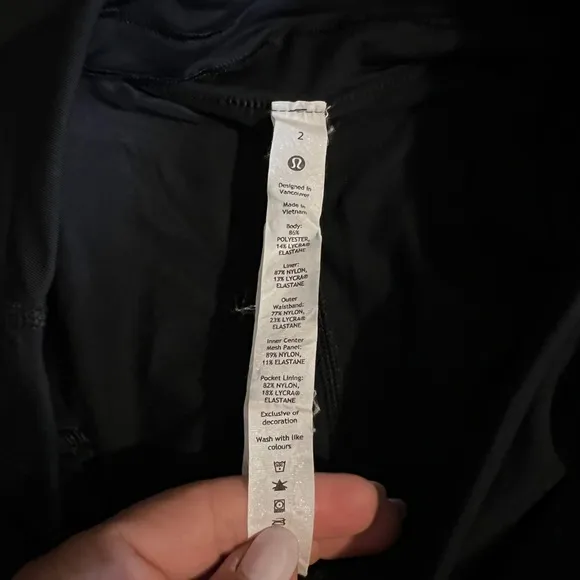 2
Designed in
Vancouver
Made in
Vietnam
Body:
86%
POLYESTER,
14% LYCRA®
ELASTANE
Liner:
87% NYLON,
13% LYCRA®
ELASTANE
Outer
Waistband:
77% NYLON,
23% LYCRA®
ELASTANE
Inner Center
Mesh Panel:
89% NYLON,
11% ELASTANE
Pocket Lining:
82% NYLON,
18% LYCRA®
ELASTANE
Exclusive of
decoration
Wash with like
colours